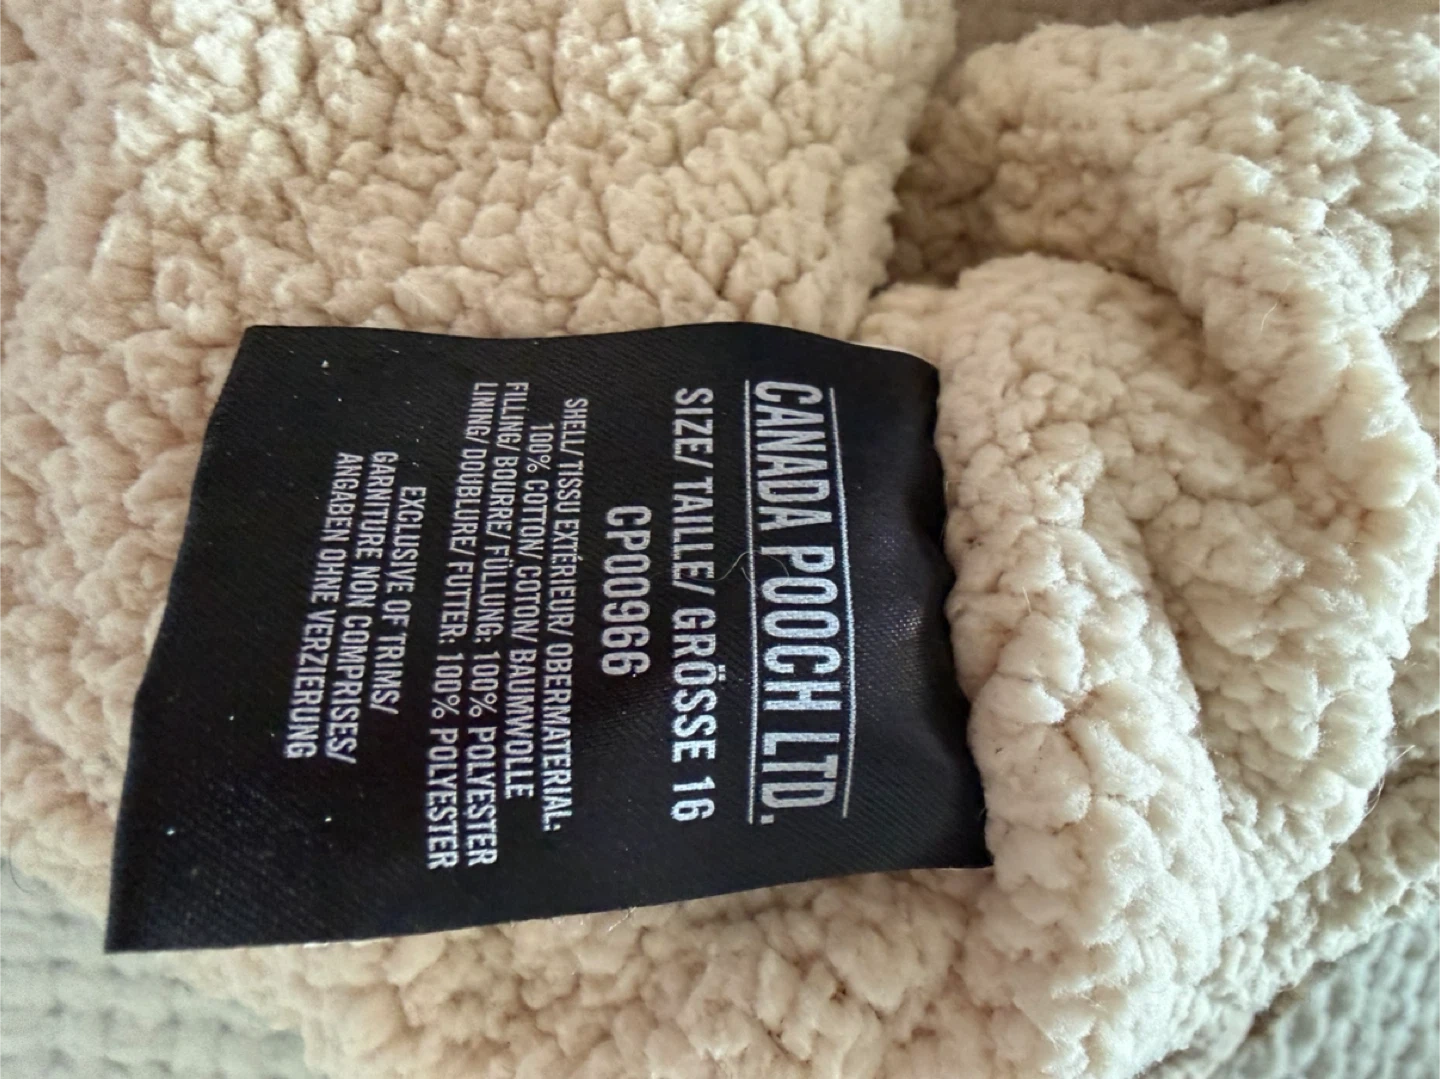 CANADA POOCH LTD.
SIZE/ TAILLE/ GRÖSSE 16
CP00966
SHELL/ TISSU EXTÉRIEUR/ OBERMATERIAL:
100% COTTON/ COTON/ BAUMWOLLE
FILLING/ BOURRE/ FÜLLUNG: 100% POLYESTER
LINING/ DOUBLURE/ FUTTER: 100% POLYESTER
EXCLUSIVE OF TRIMS/
GARNITURE NON COMPRISES/
ANGABEN OHNE VERZIERUNG